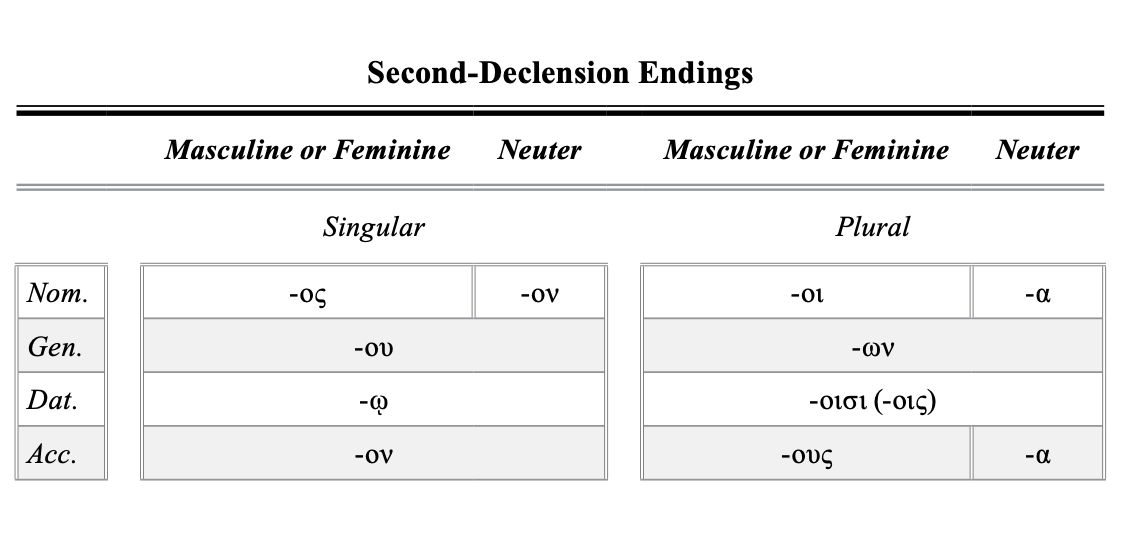 Second-Declension Endings
Masculine or Feminine Neuter Masculine or Feminine Neuter
Singular Plural
Nom. -ος -ον -οι -α
Gen. -ου -ων
Dat. -ῳ -οισι (-οις)
Acc. -ον -ους -α